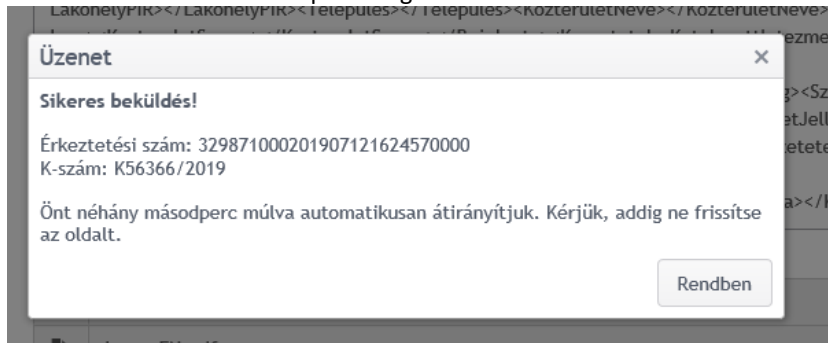 LakohelyPIR></LakohelyPIR><Telepules></Telepules><KozteruletNeve></KozteruletNeve>
Üzenet ×
Sikeres beküldés!
Érkeztetési szám: 329871000201907121624570000
K-szám: K56366/2019
Önt néhány másodperc múlva automatikusan átirányítjuk. Kérjük, addig ne frissítse
az oldalt.
Rendben